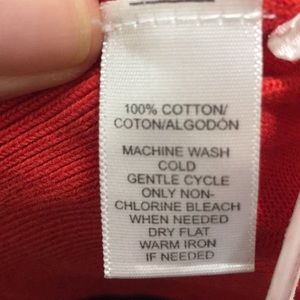 100% COTTON/
COTON/ALGODÓN
MACHINE WASH
COLD
GENTLE CYCLE
ONLY NON-
CHLORINE BLEACH
WHEN NEEDED
DRY FLAT
WARM IRON
IF NEEDED